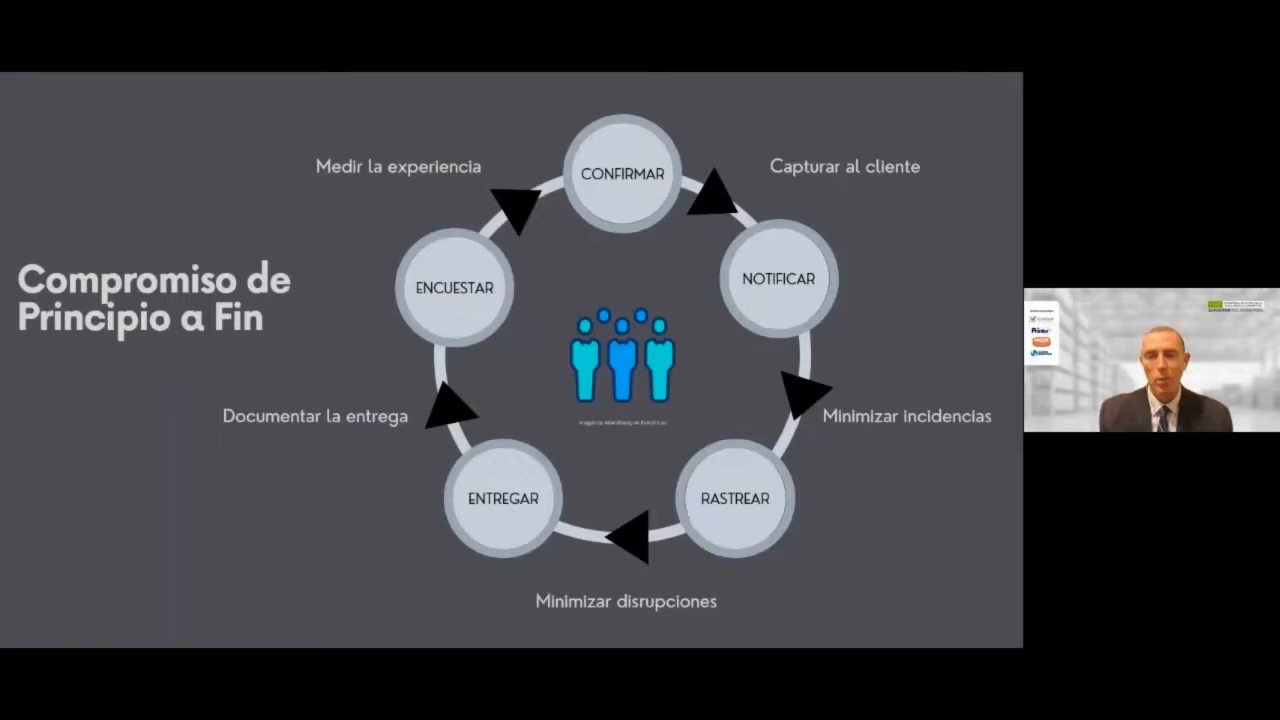 Compromiso de
Principio a Fin
CONFIRMAR
Capturar al cliente
NOTIFICAR
Minimizar incidencias
RASTREAR
Minimizar disrupciones
ENTREGAR
Documentar la entrega
ENCUESTAR
Medir la experiencia
Printer